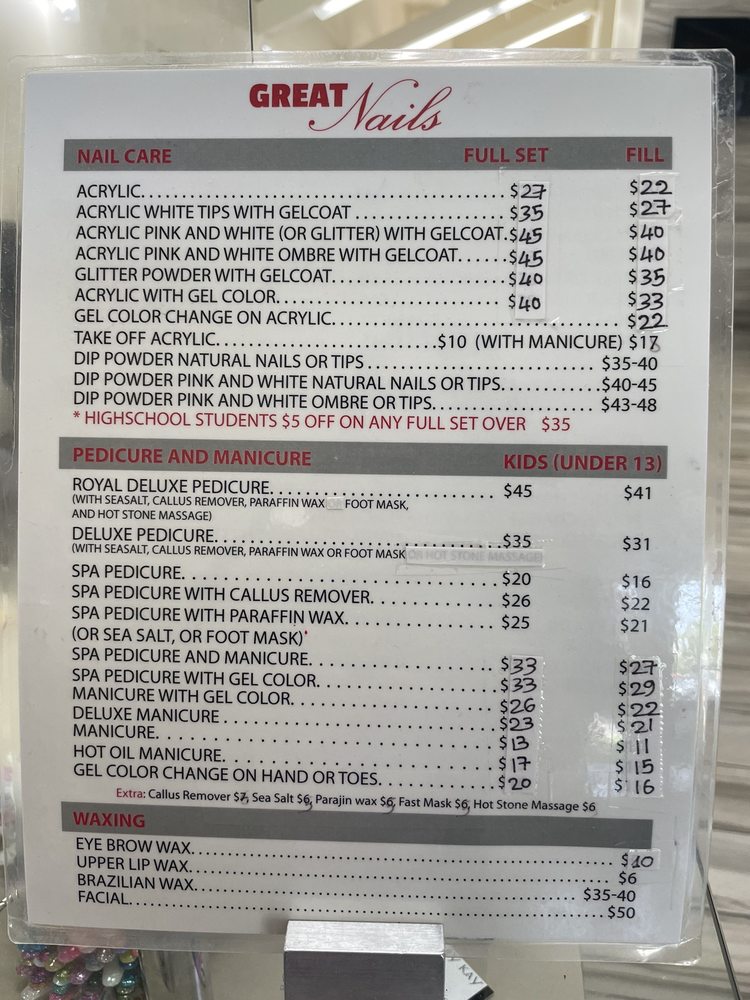 GREAT Nails
NAIL CARE FULL SET FILL
ACRYLIC $27 $22
ACRYLIC WHITE TIPS WITH GELCOAT $35 $27
ACRYLIC PINK AND WHITE (OR GLITTER) WITH GELCOAT. $45 $40
ACRYLIC PINK AND WHITE OMBRE WITH GELCOAT $45 $40
GLITTER POWDER WITH GELCOAT $40 $35
ACRYLIC WITH GEL COLOR $40 $33
GEL COLOR CHANGE ON ACRYLIC $22
TAKE OFF ACRYLIC $10 (WITH MANICURE) $17
DIP POWDER NATURAL NAILS OR TIPS $35-40
DIP POWDER PINK AND WHITE NATURAL NAILS OR TIPS $40-45
DIP POWDER PINK AND WHITE OMBRE OR TIPS $43-48
* HIGHSCHOOL STUDENTS $5 OFF ON ANY FULL SET OVER $35
PEDICURE AND MANICURE KIDS (UNDER 13)
ROYAL DELUXE PEDICURE $45 $41
(WITH SEASALT, CALLUS REMOVER, PARAFFIN WAX OR FOOT MASK,
AND HOT STONE MASSAGE)
DELUXE PEDICURE $35 $31
(WITH SEASALT, CALLUS REMOVER, PARAFFIN WAX OR FOOT MASK OR HOT STONE MASSAGE)
SPA PEDICURE $20 $16
SPA PEDICURE WITH CALLUS REMOVER $26 $22
SPA PEDICURE WITH PARAFFIN WAX $25 $21
(OR SEA SALT, OR FOOT MASK)*
SPA PEDICURE AND MANICURE $33 $27
SPA PEDICURE WITH GEL COLOR $33 $29
MANICURE WITH GEL COLOR $26 $22
DELUXE MANICURE $23 $21
MANICURE $13 $11
HOT OIL MANICURE $17 $15
GEL COLOR CHANGE ON HAND OR TOES $20 $16
Extra: Callus Remover $7, Sea Salt $6, Parajin wax $6, Fast Mask $6, Hot Stone Massage $6
WAXING
EYE BROW WAX $10
UPPER LIP WAX $6
BRAZILIAN WAX $35-40
FACIAL $50
KAY